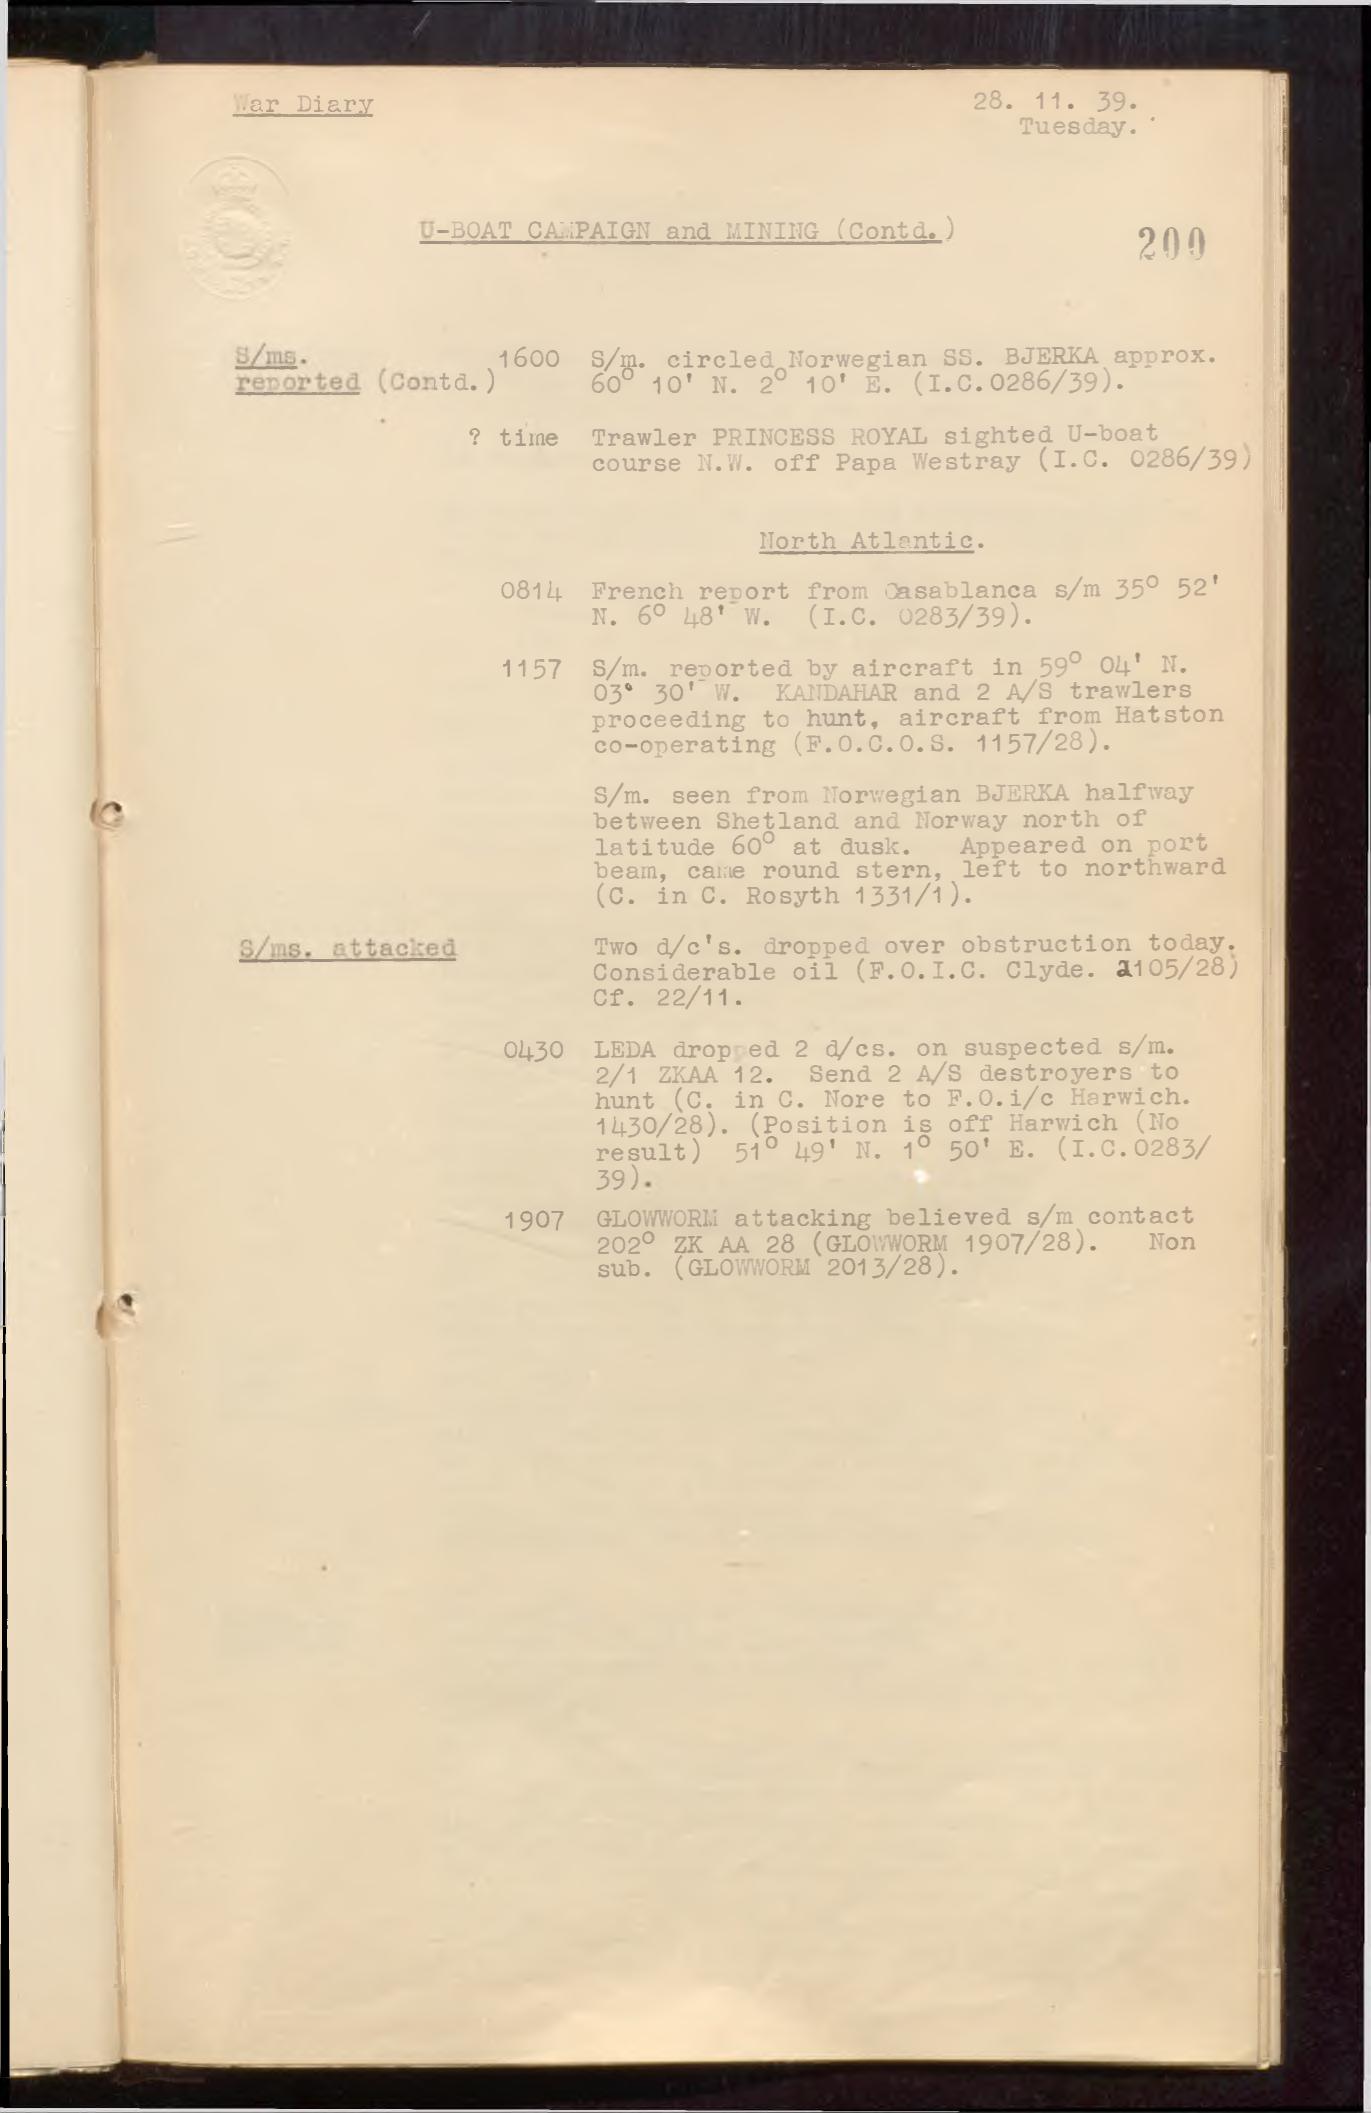 War Diary
28. 11. 39.
Tuesday.
U-BOAT CAMPAIGN and MINING (Contd.)
200
S/ms. 1600 S/m. circled Norwegian SS. BJERKA approx.
reported (Contd.) 60° 10' N. 2° 10' E. (I.C.0286/39).
? time Trawler PRINCESS ROYAL sighted U-boat
course N.W. off Papa Westray (I.C. 0286/39)
North Atlantic.
0814 French report from Casablanca s/m 35° 52'
N. 6° 48' W. (I.C. 0283/39).
1157 S/m. reported by aircraft in 59° 04' N.
03° 30' W. KANDAHAR and 2 A/S trawlers
proceeding to hunt, aircraft from Hatston
co-operating (F.O.C.O.S. 1157/28).
S/m. seen from Norwegian BJERKA halfway
between Shetland and Norway north of
latitude 60° at dusk. Appeared on port
beam, came round stern, left to northward
(C. in C. Rosyth 1331/1).
S/ms. attacked Two d/c's. dropped over obstruction today.
Considerable oil (F.O.I.C. Clyde. 1105/28)
Cf. 22/11.
0430 LEDA dropped 2 d/cs. on suspected s/m.
2/1 ZKAA 12. Send 2 A/S destroyers to
hunt (C. in C. Nore to F.O.i/c Harwich.
1430/28). (Position is off Harwich (No
result) 51° 49' N. 1° 50' E. (I.C.0283/
39).
1907 GLOWWORM attacking believed s/m contact
202° ZK AA 28 (GLOWWORM 1907/28). Non
sub. (GLOWWORM 2013/28).